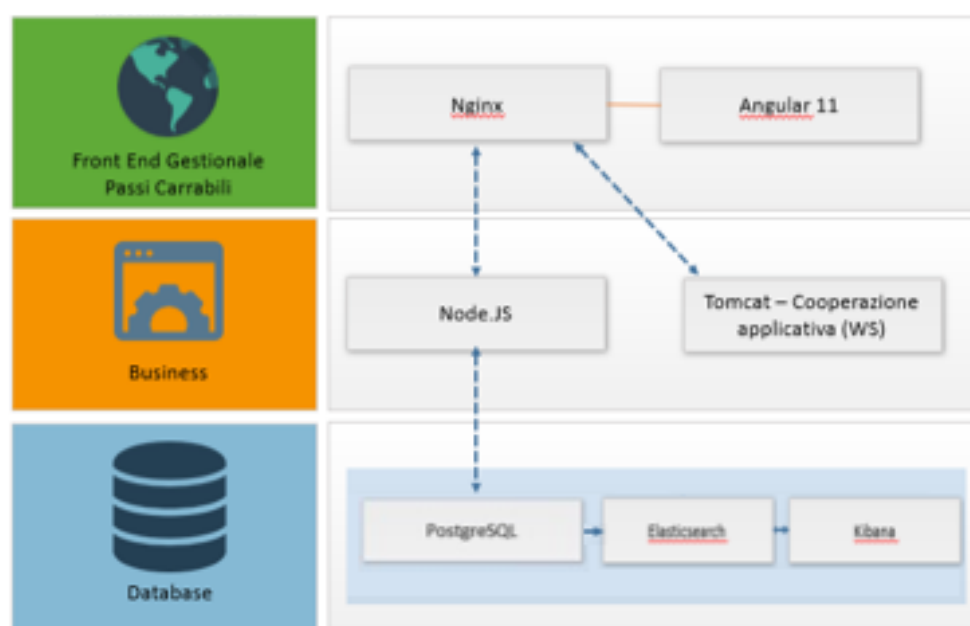 Front End Gestionale
Passi Carrabili
Nginx
Angular 11
Business
Node.JS
Tomcat – Cooperazione
applicativa (WS)
Database
PostgreSQL
Elasticsearch
Kibana